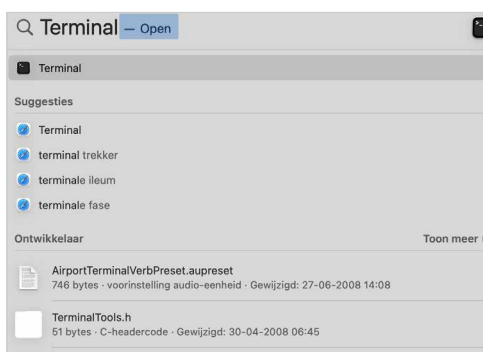 Terminal — Open
Terminal
Suggesties
Terminal
terminal trekker
terminale ileum
terminale fase
Ontwikkelaar Toon meer
AirportTerminalVerbPreset.aupreset
746 bytes · voorinstelling audio-eenheid · Gewijzigd: 27-06-2008 14:08
TerminalTools.h
51 bytes · C-headercode · Gewijzigd: 30-04-2008 06:45